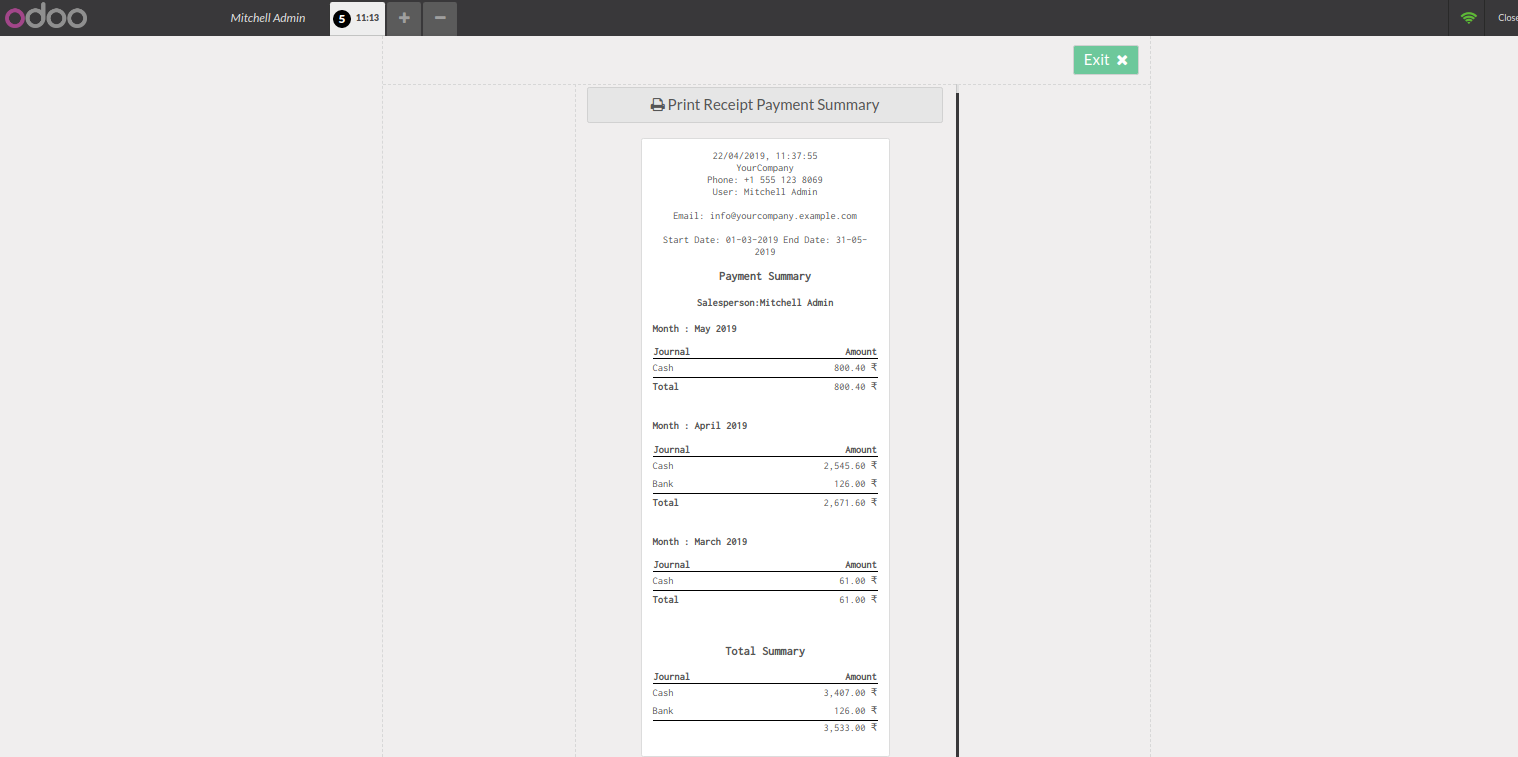 odoo
Mitchell Admin
5 11:13
Close
Exit
Print Receipt Payment Summary
22/04/2019, 11:37:55
YourCompany
Phone: +1 555 123 8069
User: Mitchell Admin
Email: info@yourcompany.example.com
Start Date: 01-03-2019 End Date: 31-05-
2019
Payment Summary
Salesperson:Mitchell Admin
Month : May 2019
Journal Amount
Cash 800.40 ₹
Total 800.40 ₹
Month : April 2019
Journal Amount
Cash 2,545.60 ₹
Bank 126.00 ₹
Total 2,671.60 ₹
Month : March 2019
Journal Amount
Cash 61.00 ₹
Total 61.00 ₹
Total Summary
Journal Amount
Cash 3,407.00 ₹
Bank 126.00 ₹
3,533.00 ₹